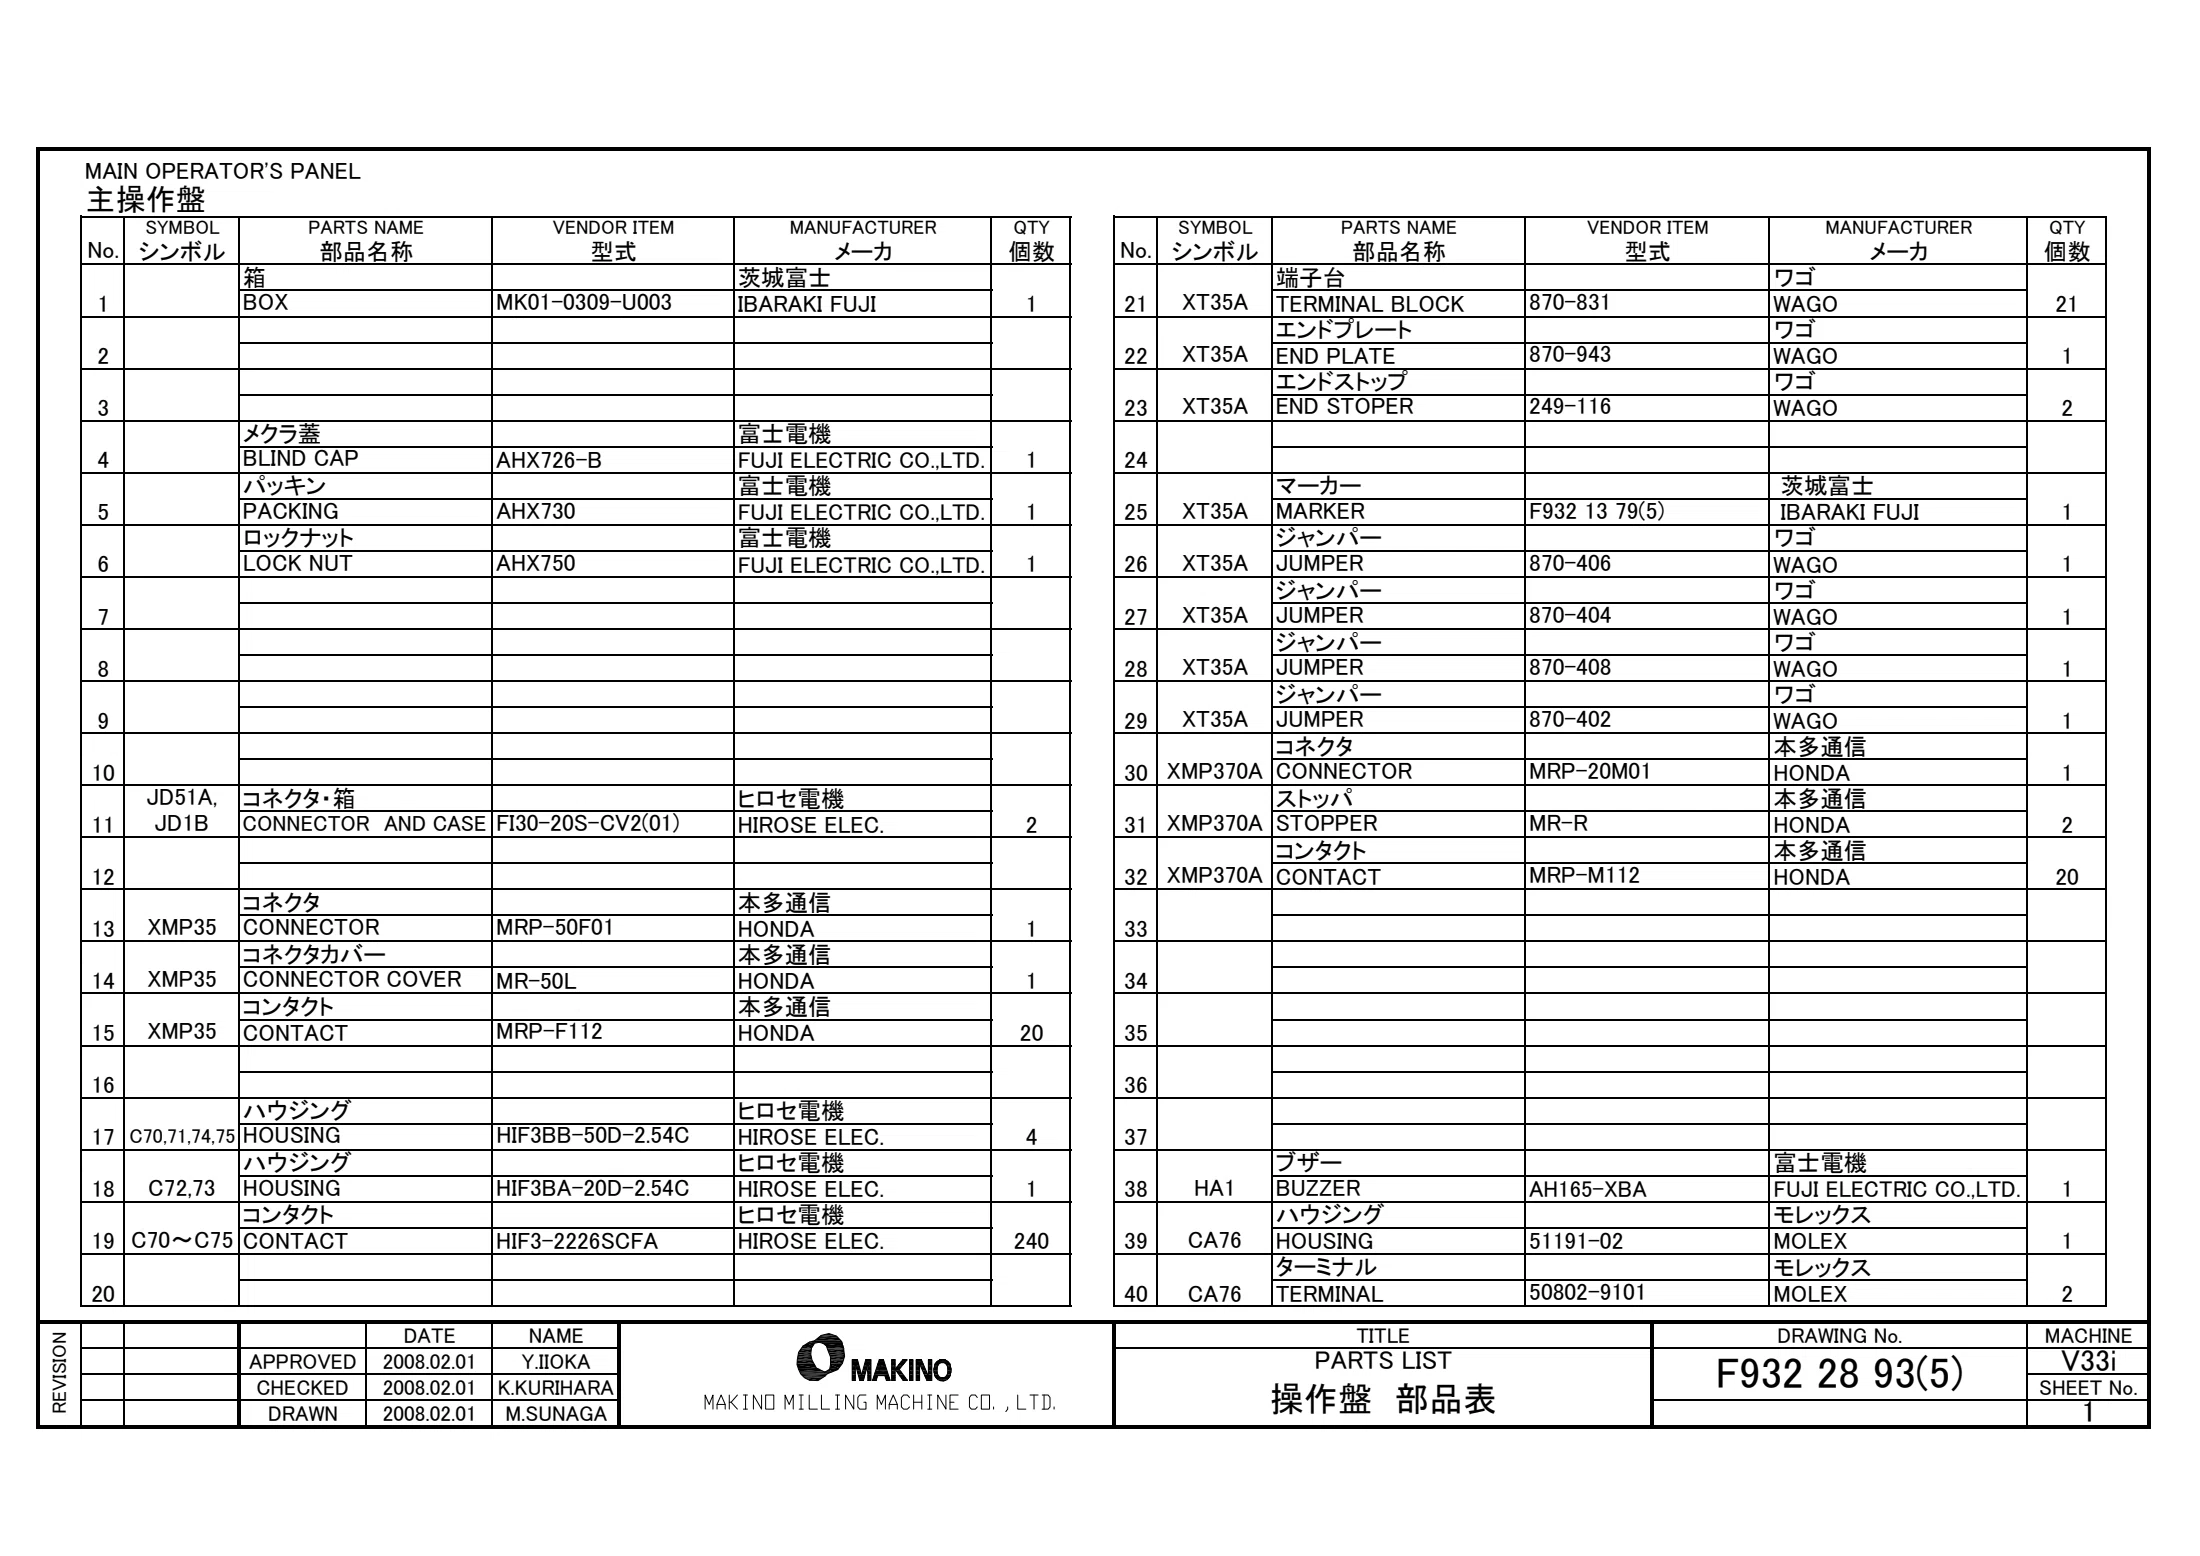 MAIN OPERATOR'S PANEL
主操作盤
No. SYMBOL シンボル PARTS NAME 部品名称 VENDOR ITEM 型式 MANUFACTURER メーカ QTY 個数
箱 茨城富士
1 BOX MK01-0309-U003 IBARAKI FUJI 1
2
3
メクラ蓋 富士電機
4 BLIND CAP AHX726-B FUJI ELECTRIC CO.,LTD. 1
パッキン 富士電機
5 PACKING AHX730 FUJI ELECTRIC CO.,LTD. 1
ロックナット 富士電機
6 LOCK NUT AHX750 FUJI ELECTRIC CO.,LTD. 1
7
8
9
10
JD51A, コネクタ・箱 ヒロセ電機
11 JD1B CONNECTOR AND CASE FI30-20S-CV2(01) HIROSE ELEC. 2
12
コネクタ 本多通信
13 XMP35 CONNECTOR MRP-50F01 HONDA 1
コネクタカバー 本多通信
14 XMP35 CONNECTOR COVER MR-50L HONDA 1
コンタクト 本多通信
15 XMP35 CONTACT MRP-F112 HONDA 20
16
ハウジング ヒロセ電機
17 C70,71,74,75 HOUSING HIF3BB-50D-2.54C HIROSE ELEC. 4
ハウジング ヒロセ電機
18 C72,73 HOUSING HIF3BA-20D-2.54C HIROSE ELEC. 1
コンタクト ヒロセ電機
19 C70～C75 CONTACT HIF3-2226SCFA HIROSE ELEC. 240
20
No. SYMBOL シンボル PARTS NAME 部品名称 VENDOR ITEM 型式 MANUFACTURER メーカ QTY 個数
端子台 ワゴ
21 XT35A TERMINAL BLOCK 870-831 WAGO 21
エンドプレート ワゴ
22 XT35A END PLATE 870-943 WAGO 1
エンドストップ ワゴ
23 XT35A END STOPER 249-116 WAGO 2
24
マーカー 茨城富士
25 XT35A MARKER F932 13 79(5) IBARAKI FUJI 1
ジャンパー ワゴ
26 XT35A JUMPER 870-406 WAGO 1
ジャンパー ワゴ
27 XT35A JUMPER 870-404 WAGO 1
ジャンパー ワゴ
28 XT35A JUMPER 870-408 WAGO 1
ジャンパー ワゴ
29 XT35A JUMPER 870-402 WAGO 1
コネクタ 本多通信
30 XMP370A CONNECTOR MRP-20M01 HONDA 1
ストッパ 本多通信
31 XMP370A STOPPER MR-R HONDA 2
コンタクト 本多通信
32 XMP370A CONTACT MRP-M112 HONDA 20
33
34
35
36
37
ブザー 富士電機
38 HA1 BUZZER AH165-XBA FUJI ELECTRIC CO.,LTD. 1
ハウジング モレックス
39 CA76 HOUSING 51191-02 MOLEX 1
ターミナル モレックス
40 CA76 TERMINAL 50802-9101 MOLEX 2
REVISION
DATE NAME
APPROVED 2008.02.01 Y.IIOKA
CHECKED 2008.02.01 K.KURIHARA
DRAWN 2008.02.01 M.SUNAGA
MAKINO
MAKINO MILLING MACHINE CO.,LTD.
TITLE
PARTS LIST
操作盤 部品表
DRAWING No.
F932 28 93(5)
MACHINE
V33i
SHEET No.
1